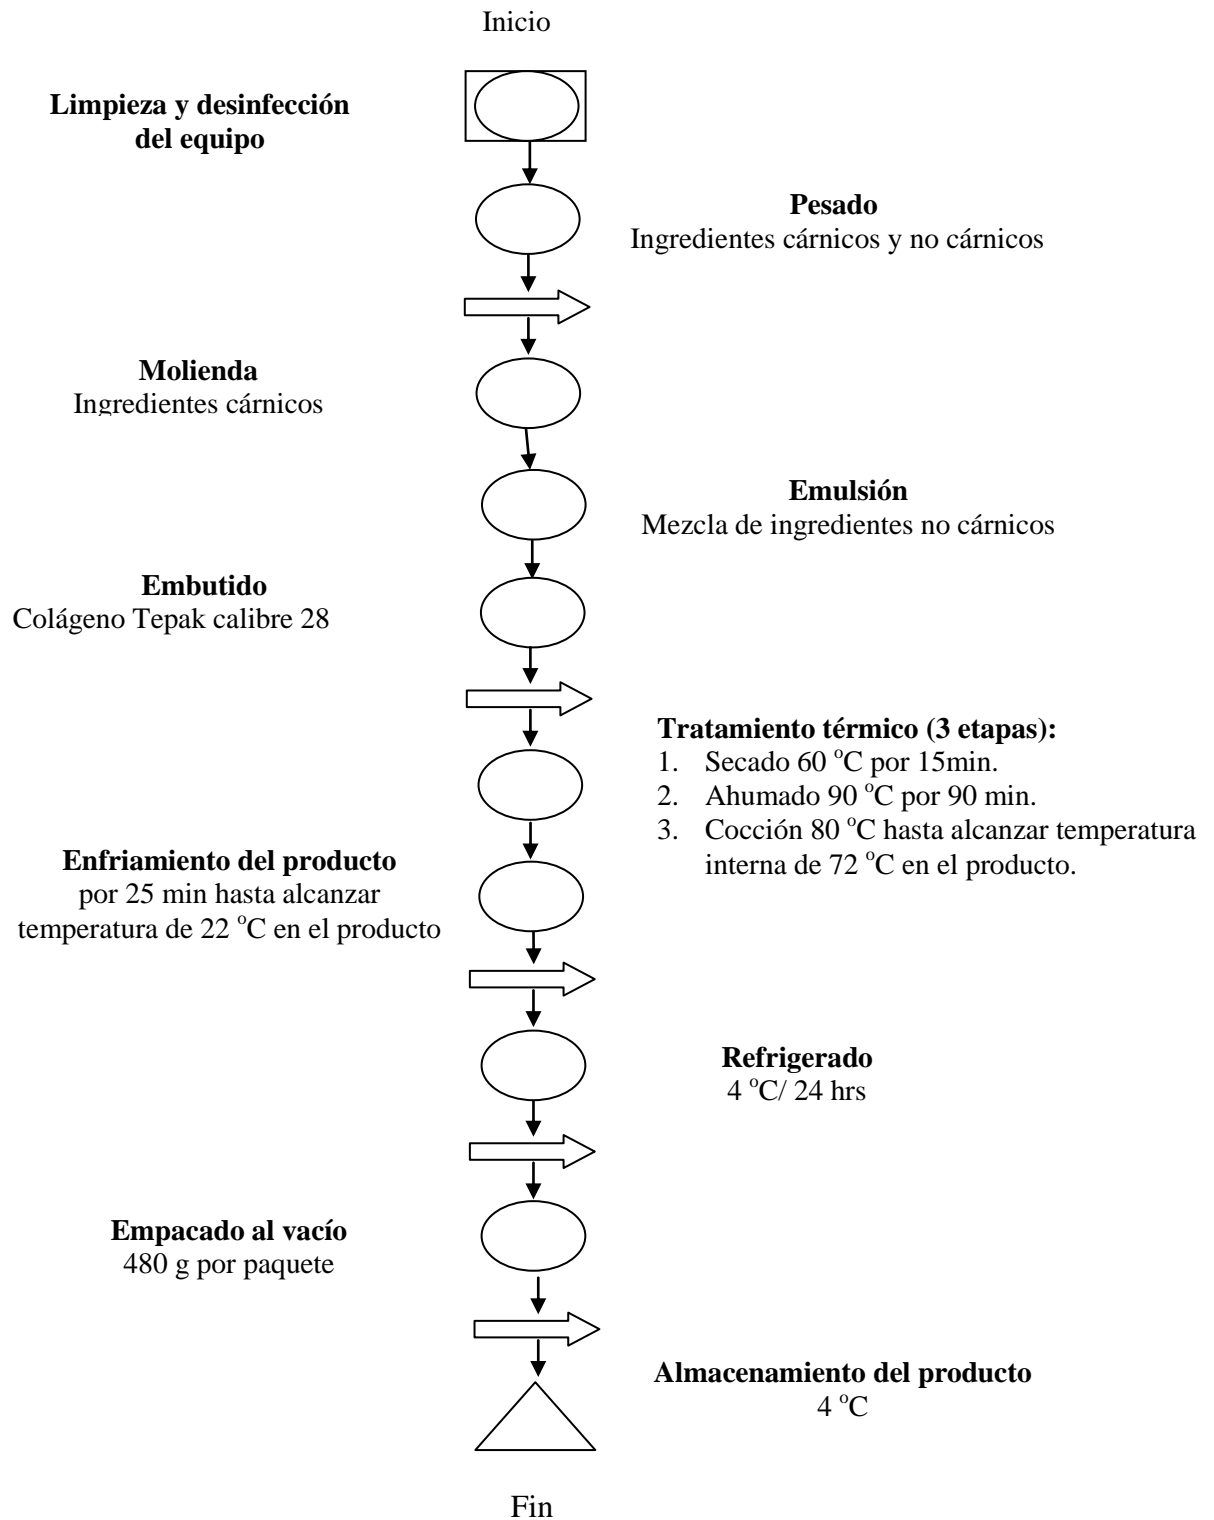 Inicio
Limpieza y desinfección
del equipo
Pesado
Ingredientes cárnicos y no cárnicos
Molienda
Ingredientes cárnicos
Emulsión
Mezcla de ingredientes no cárnicos
Embutido
Colágeno Tepak calibre 28
Tratamiento térmico (3 etapas):
1. Secado 60 °C por 15min.
2. Ahumado 90 °C por 90 min.
3. Cocción 80 °C hasta alcanzar temperatura
interna de 72 °C en el producto.
Enfriamiento del producto
por 25 min hasta alcanzar
temperatura de 22 °C en el producto
Refrigerado
4 °C/ 24 hrs
Empacado al vacío
480 g por paquete
Almacenamiento del producto
4 °C
Fin